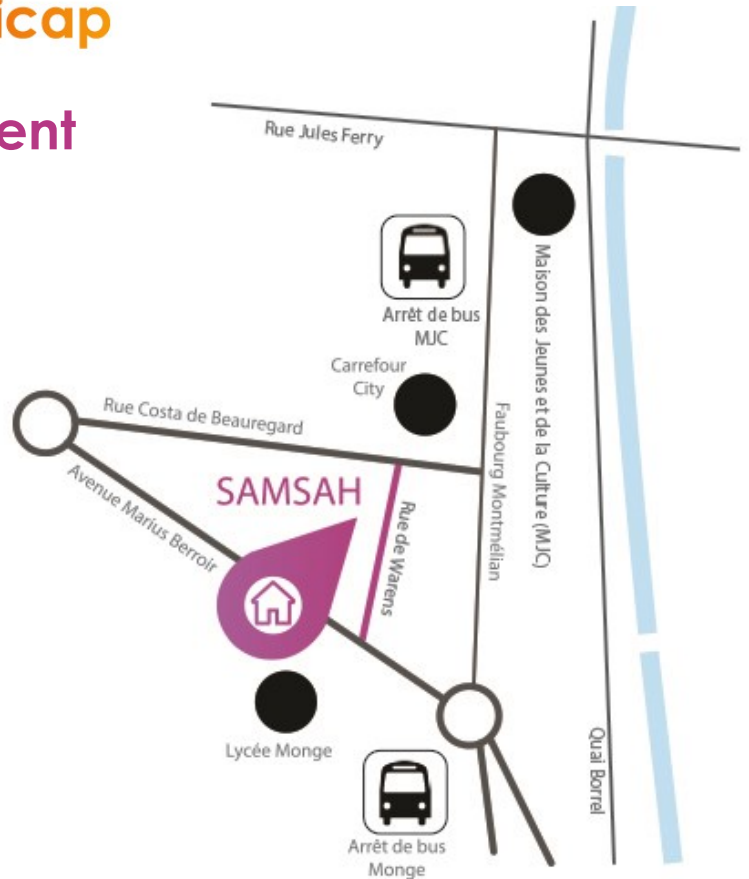 icap
ent
Rue Jules Ferry
Arrêt de bus
MJC
Maison des Jeunes et de la Culture (MJC)
Carrefour
City
Rue Costa de Beauregard
Faubourg Montmélian
Avenue Marius Berroir
SAMSAH
Rue de Warens
Lycée Monge
Quai Borrel
Arrêt de bus
Monge